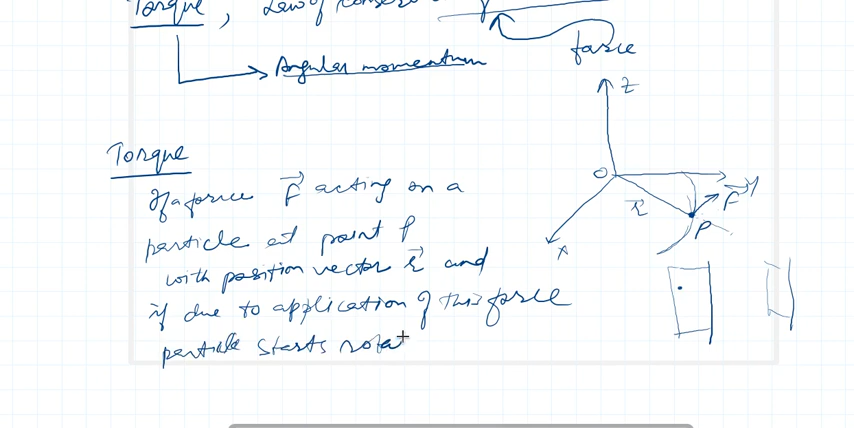 Torque, Law of Conser
force
Angular momentum
Z
Torque
O
If a force F acting on a
r
F
Y
particle at point P
P
X
with position vector r and
if due to application of this force
particle starts rotat